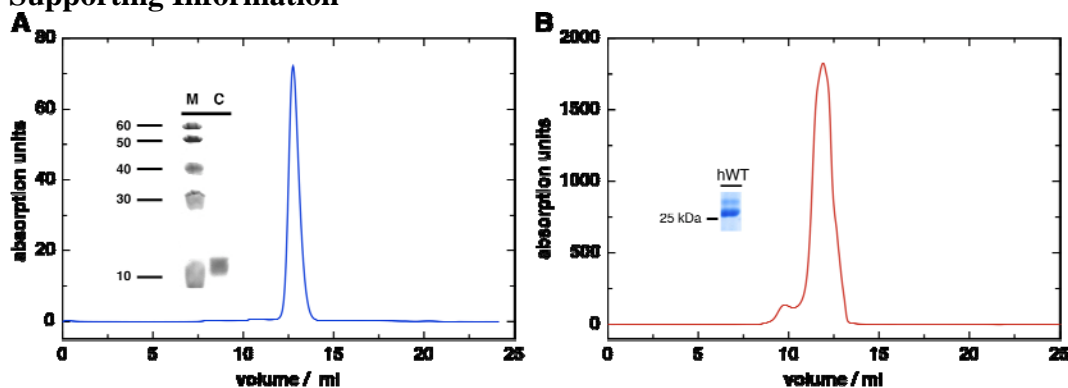 Supporting Information
A
80
60
40
20
0
absorption units
M C
60
50
40
30
10
0 5 10 15 20 25
volume / ml
B
2000
1500
1000
500
0
absorption units
hWT
25 kDa
0 5 10 15 20 25
volume / ml